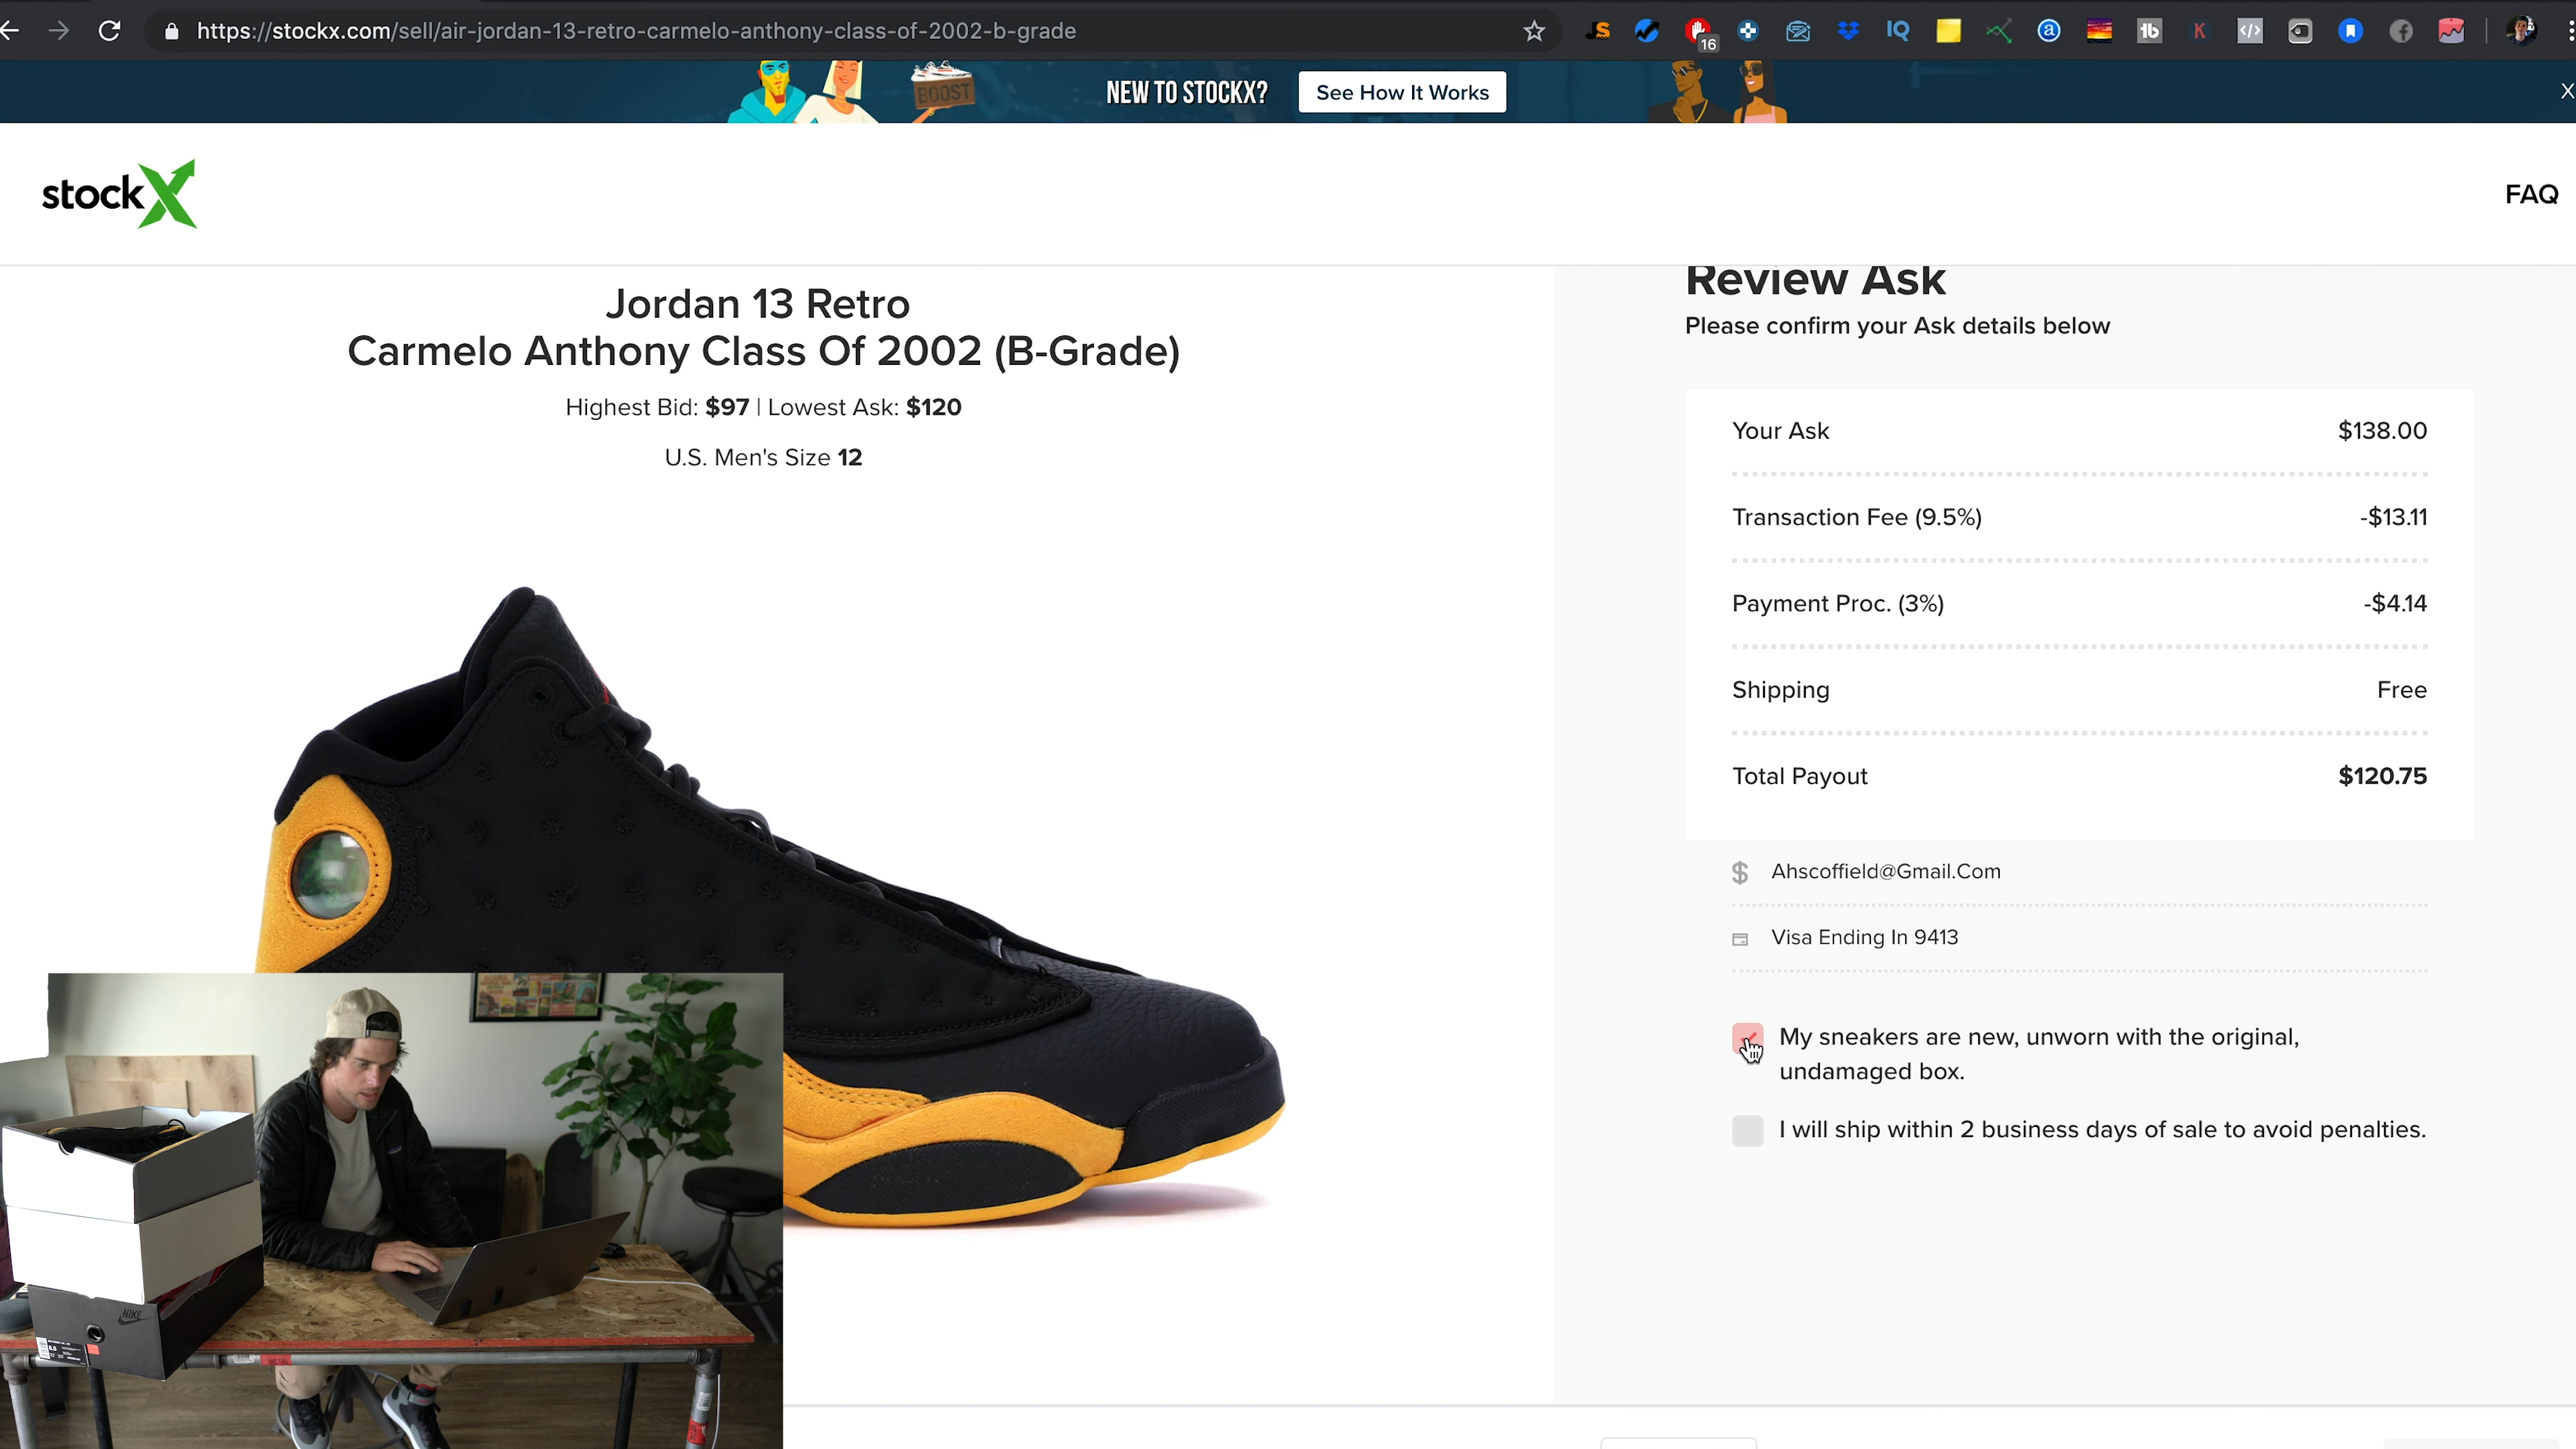 https://stockx.com/sell/air-jordan-13-retro-carmelo-anthony-class-of-2002-b-grade
16
BOOST
NEW TO STOCKX?
See How It Works
X
stockX
FAQ
Jordan 13 Retro
Carmelo Anthony Class Of 2002 (B-Grade)
Highest Bid: $97 | Lowest Ask: $120
U.S. Men's Size 12
Review Ask
Please confirm your Ask details below
Your Ask $138.00
Transaction Fee (9.5%) -$13.11
Payment Proc. (3%) -$4.14
Shipping Free
Total Payout $120.75
$ Ahscoffield@Gmail.Com
Visa Ending In 9413
My sneakers are new, unworn with the original,
undamaged box.
I will ship within 2 business days of sale to avoid penalties.
NIKE